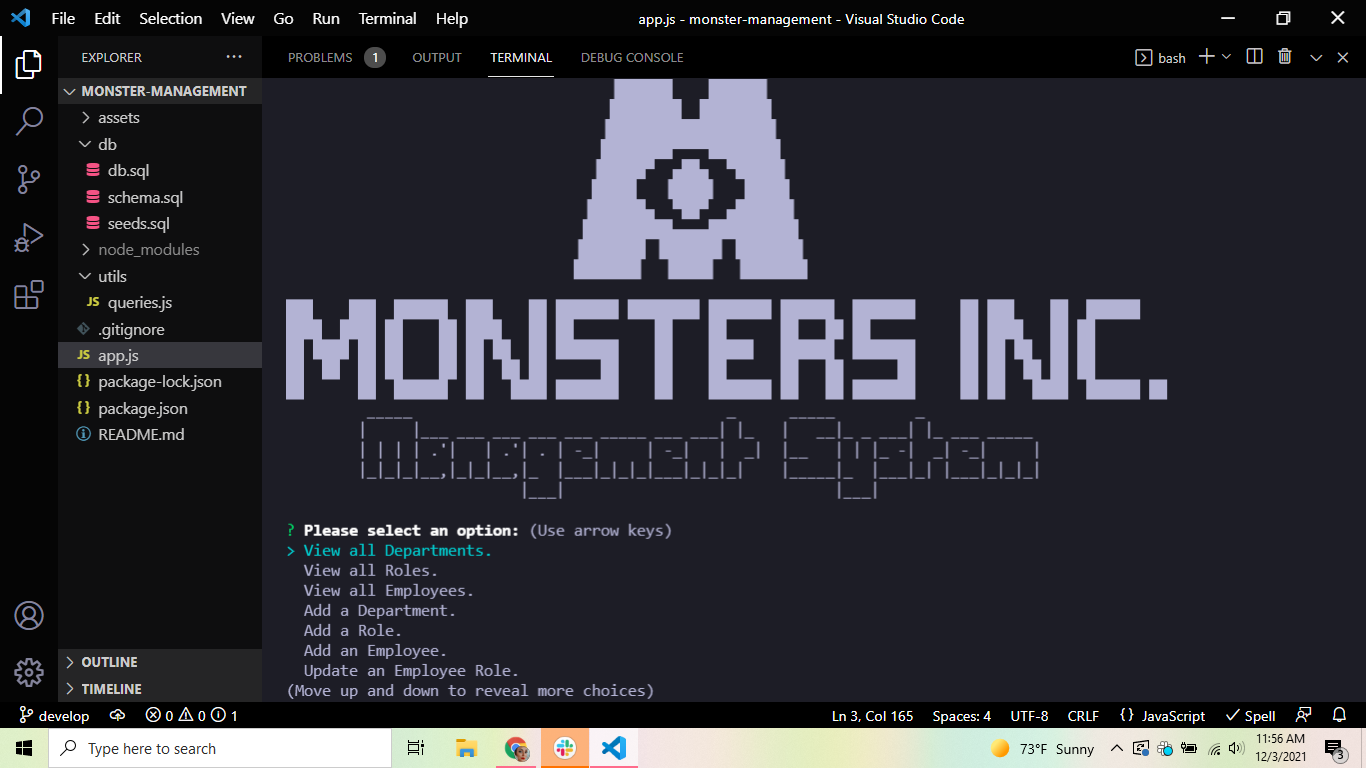 File Edit Selection View Go Run Terminal Help
app.js - monster-management - Visual Studio Code
EXPLORER
PROBLEMS 1 OUTPUT TERMINAL DEBUG CONSOLE
bash
MONSTER-MANAGEMENT
assets
db
db.sql
schema.sql
seeds.sql
node_modules
utils
JS queries.js
.gitignore
JS app.js
{} package-lock.json
{} package.json
README.md
OUTLINE
TIMELINE
MONSTERS INC.
Management System
? Please select an option: (Use arrow keys)
> View all Departments.
View all Roles.
View all Employees.
Add a Department.
Add a Role.
Add an Employee.
Update an Employee Role.
(Move up and down to reveal more choices)
develop 0 0 1
Ln 3, Col 165 Spaces: 4 UTF-8 CRLF {} JavaScript Spell
Type here to search
73°F Sunny
11:56 AM
12/3/2021
3